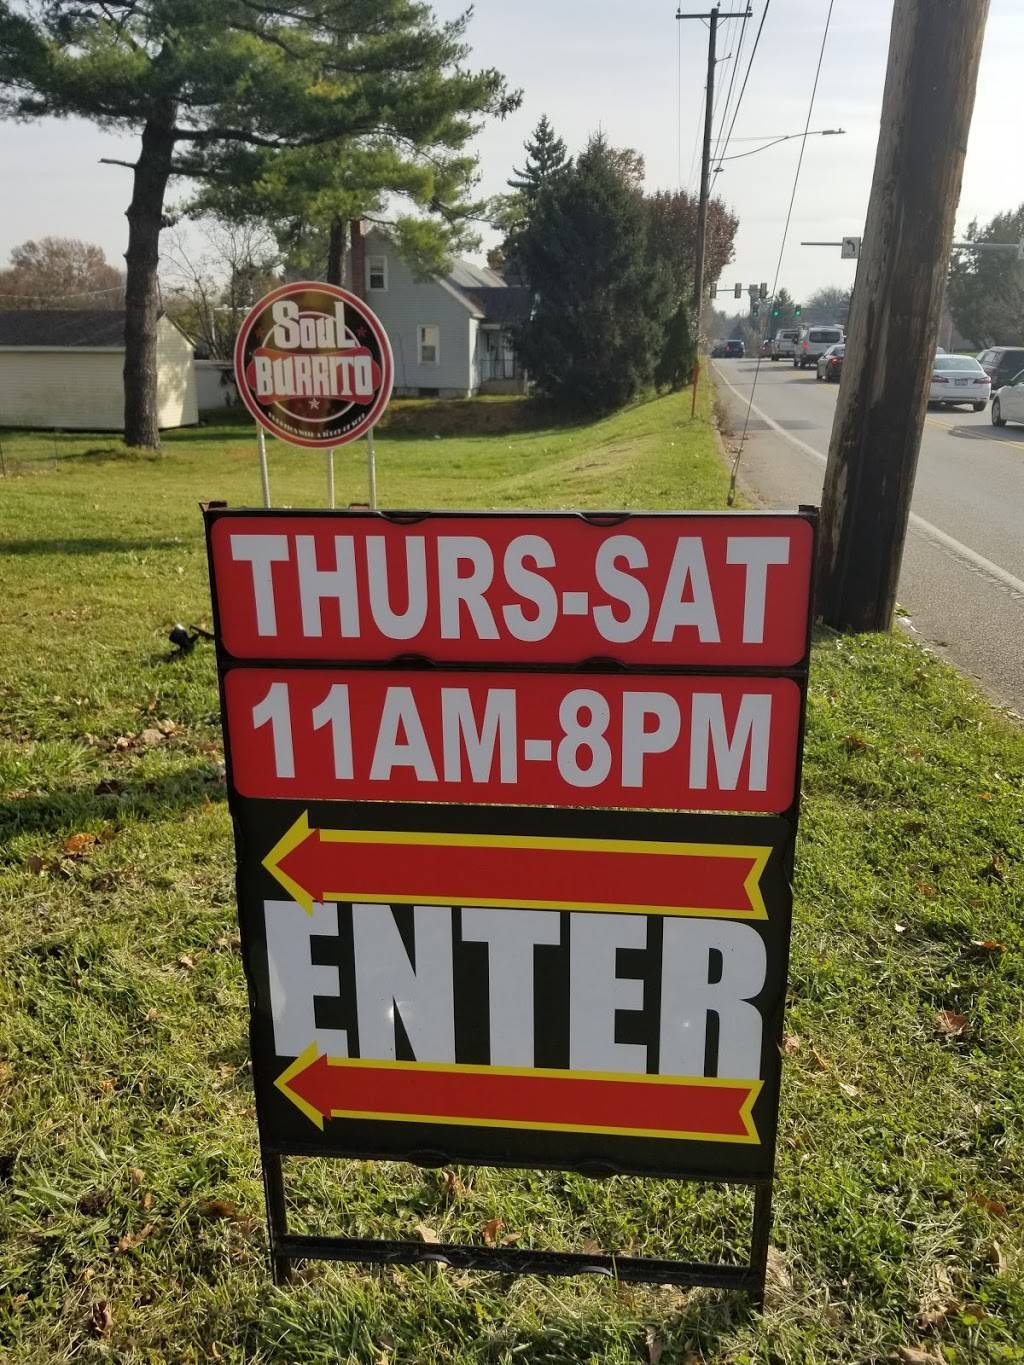 Soul
BURRITO
THURS-SAT
11AM-8PM
ENTER